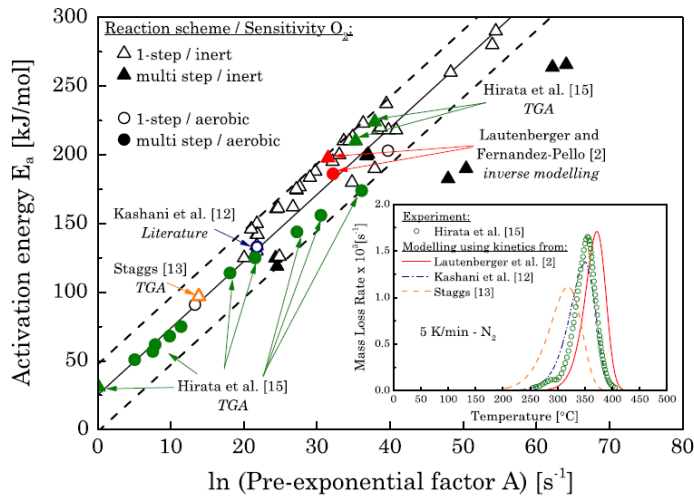 Reaction scheme / Sensitivity O2:
1-step / inert
multi step / inert
1-step / aerobic
multi step / aerobic
Hirata et al. [15]
TGA
Lautenberger and
Fernandez-Pello [2]
inverse modelling
Kashani et al. [12]
Literature
Staggs [13]
TGA
Hirata et al. [15]
TGA
Activation energy Ea [kJ/mol]
300
250
200
150
100
50
0
0
10
20
30
40
50
60
70
80
ln (Pre-exponential factor A) [s-1]
Experiment:
Hirata et al. [15]
Modelling using kinetics from:
Lautenberger et al. [2]
Kashani et al. [12]
Staggs [13]
5 K/min - N2
Mass Loss Rate x 10³[s-1]
2.0
1.5
1.0
0.5
0.0
0
100
200
300
400
500
Temperature [°C]